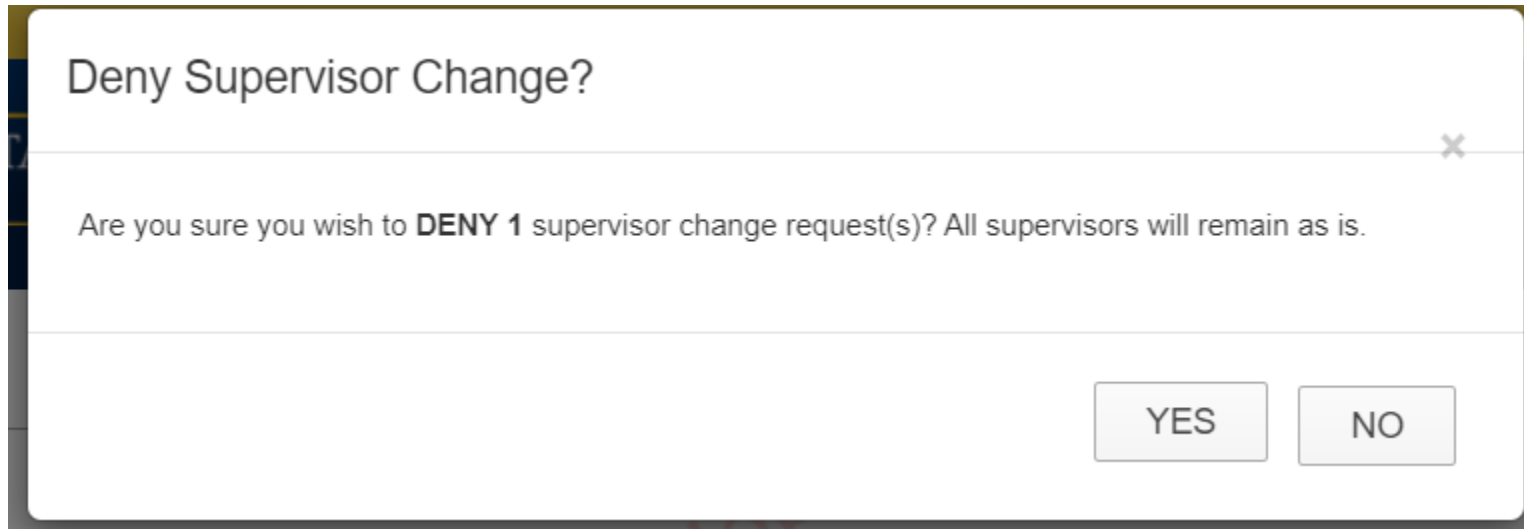 Deny Supervisor Change?
×
Are you sure you wish to DENY 1 supervisor change request(s)? All supervisors will remain as is.
YES NO